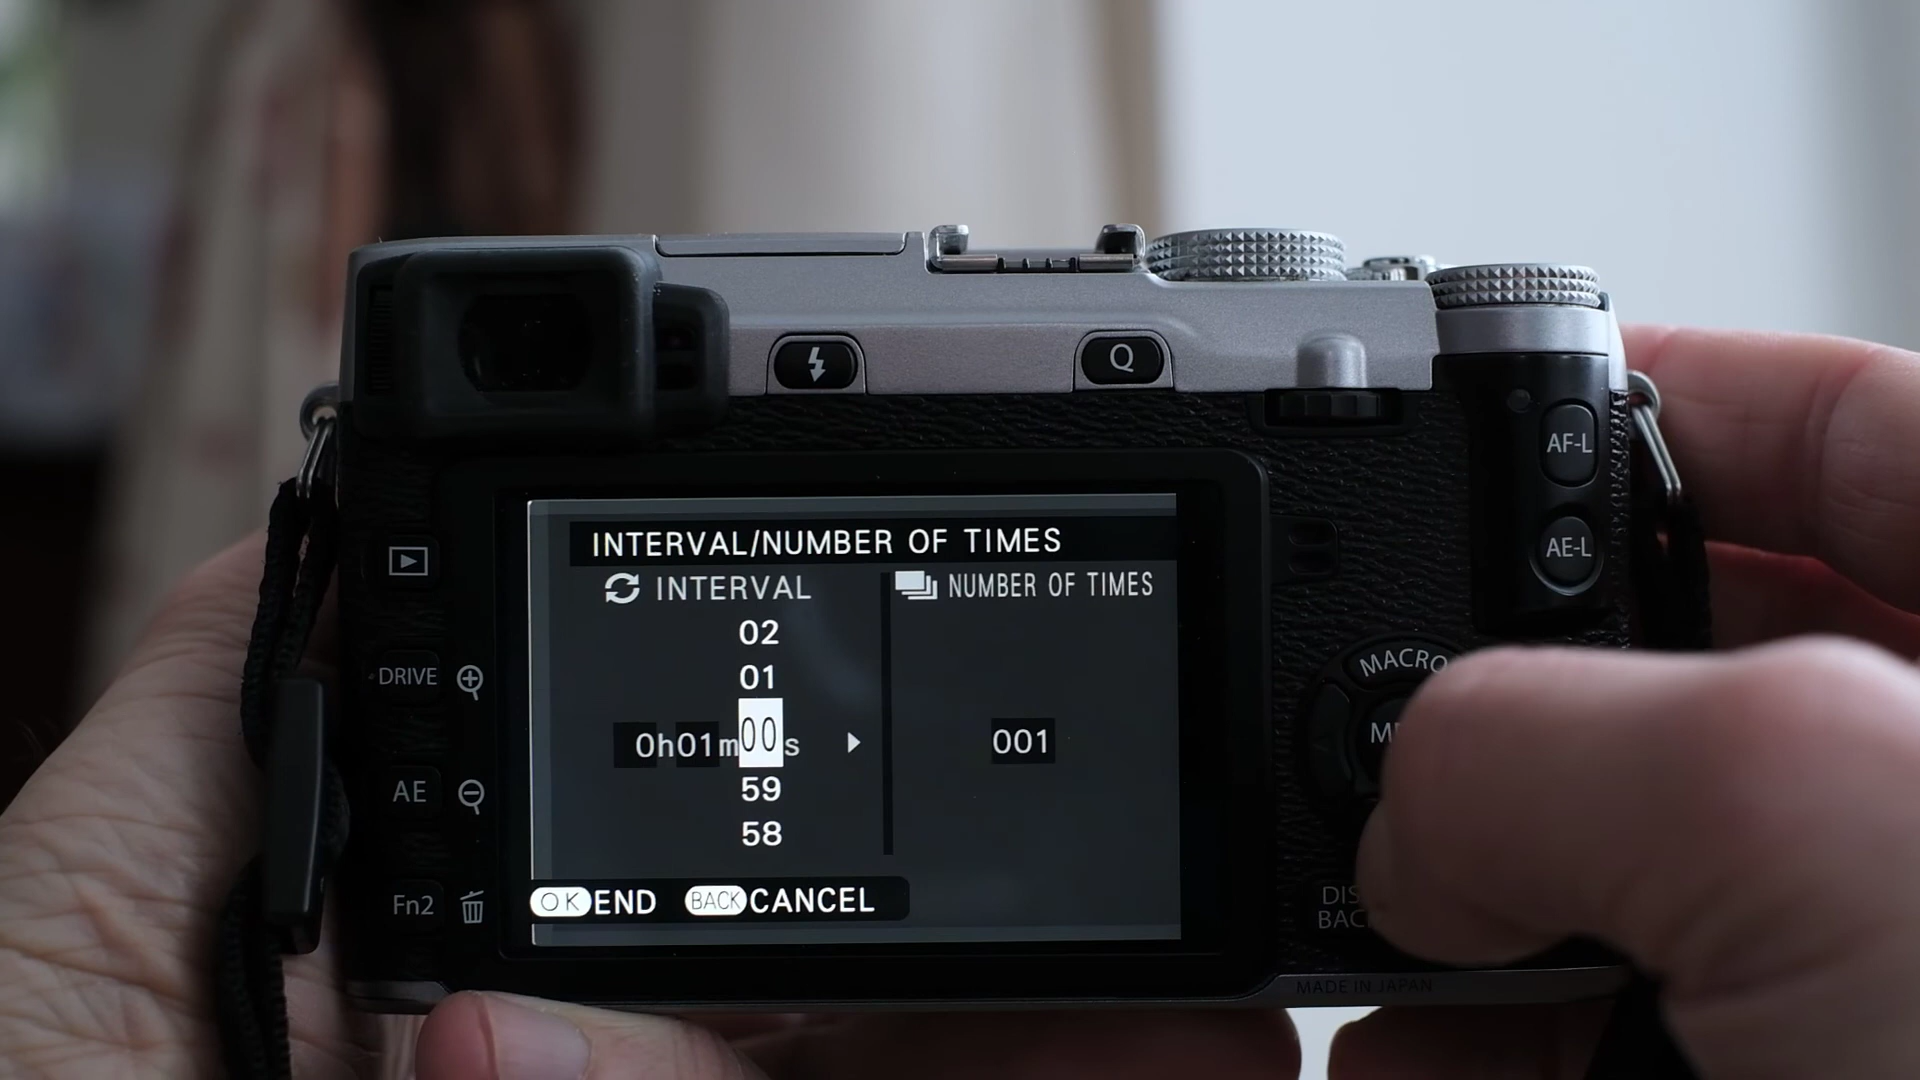 Q
AF-L
AE-L
INTERVAL/NUMBER OF TIMES
INTERVAL
NUMBER OF TIMES
02
01
0h01m00s
001
59
58
OK END BACK CANCEL
DRIVE
AE
Fn2
MACRO
MADE IN JAPAN